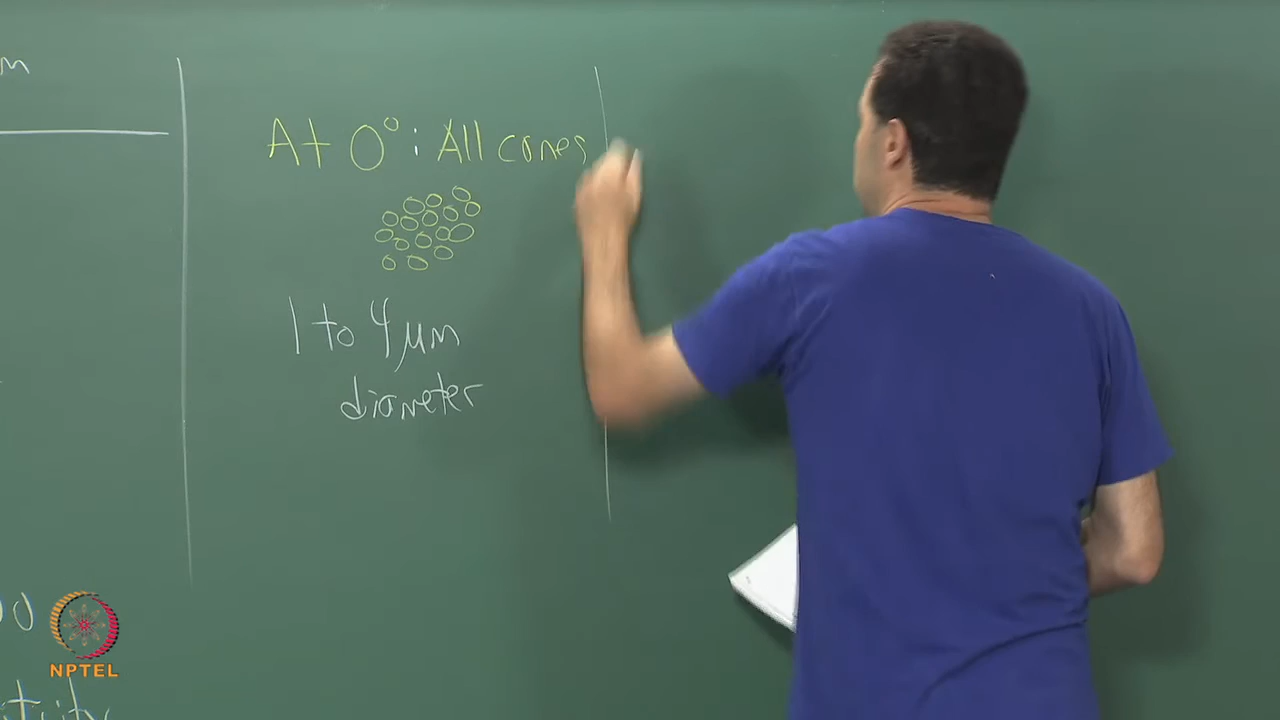 m
At 0° : All cones
1 to 4 μm
diameter
NPTEL